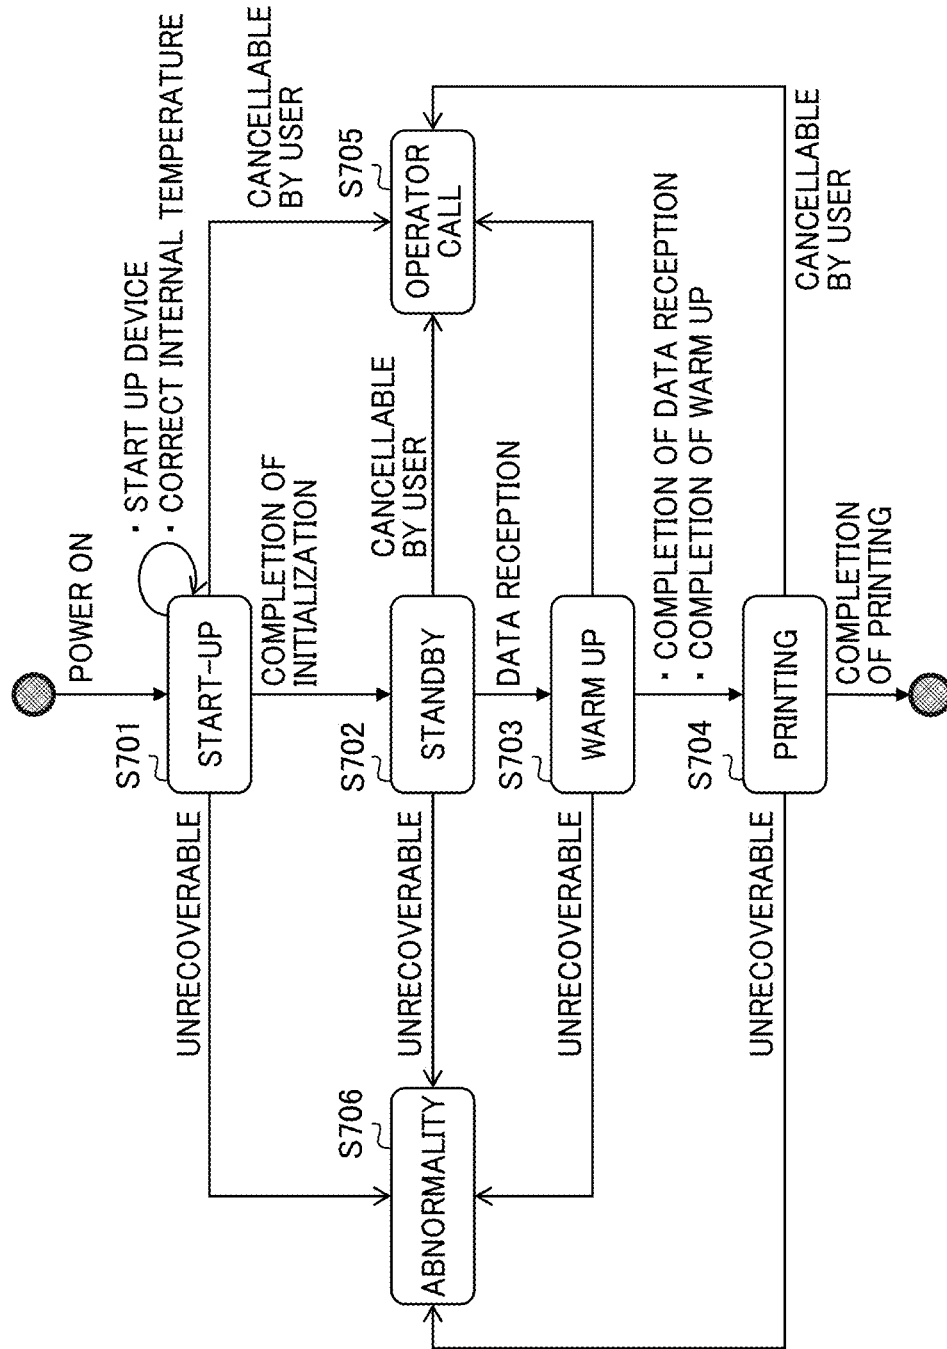 POWER ON
· START UP DEVICE
· CORRECT INTERNAL TEMPERATURE
S701
START-UP
UNRECOVERABLE
CANCELLABLE
BY USER
COMPLETION OF
INITIALIZATION
S706
ABNORMALITY
UNRECOVERABLE
S702
STANDBY
CANCELLABLE
BY USER
S705
OPERATOR
CALL
DATA RECEPTION
S703
WARM UP
UNRECOVERABLE
· COMPLETION OF DATA RECEPTION
· COMPLETION OF WARM UP
S704
PRINTING
UNRECOVERABLE
CANCELLABLE
BY USER
COMPLETION
OF PRINTING